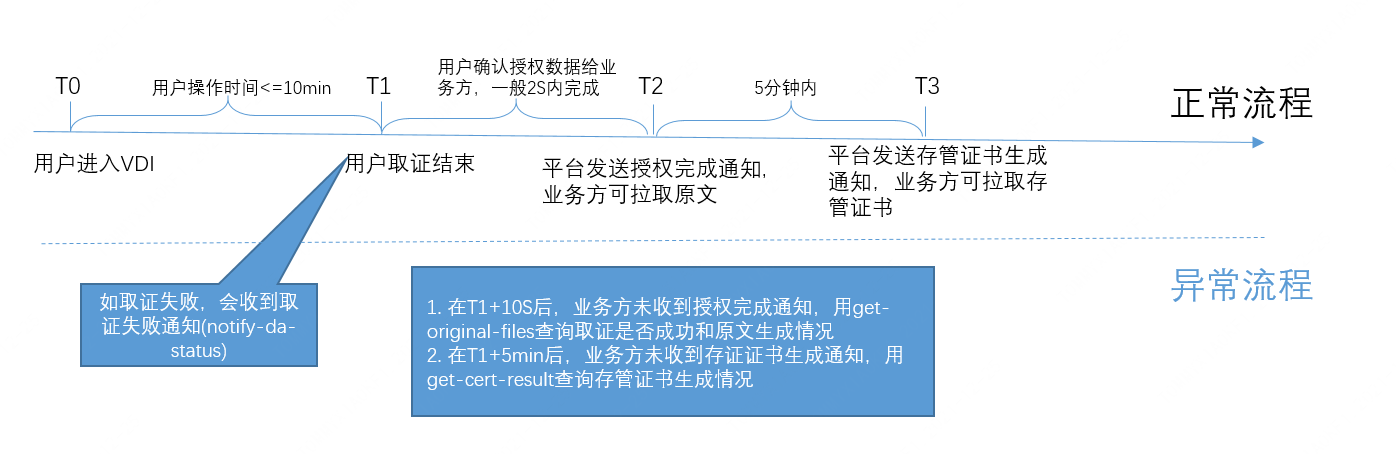 T0
用户操作时间<=10min
T1
用户确认授权数据给业
务方，一般2S内完成
T2
5分钟内
T3
正常流程
用户进入VDI
用户取证结束
平台发送授权完成通知，
业务方可拉取原文
平台发送存管证书生成
通知，业务方可拉取存
管证书
异常流程
如取证失败，会收到取
证失败通知(notify-da-
status)
1. 在T1+10S后，业务方未收到授权完成通知，用get-
original-files查询取证是否成功和原文生成情况
2. 在T1+5min后，业务方未收到存证证书生成通知，用
get-cert-result查询存管证书生成情况